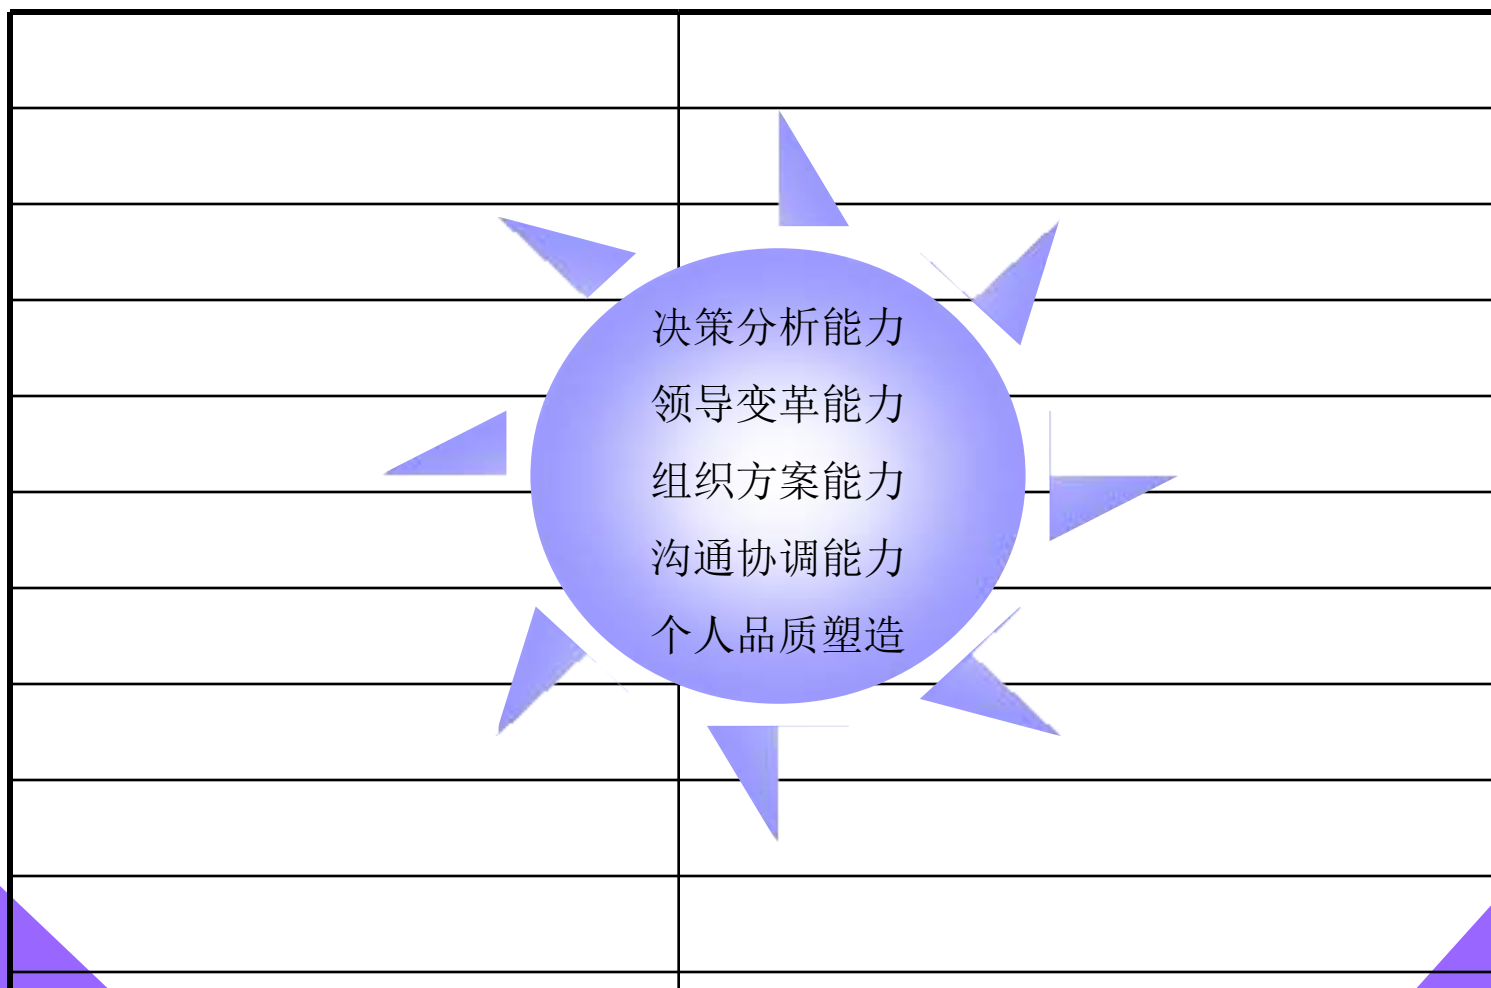 决策分析能力
领导变革能力
组织方案能力
沟通协调能力
个人品质塑造